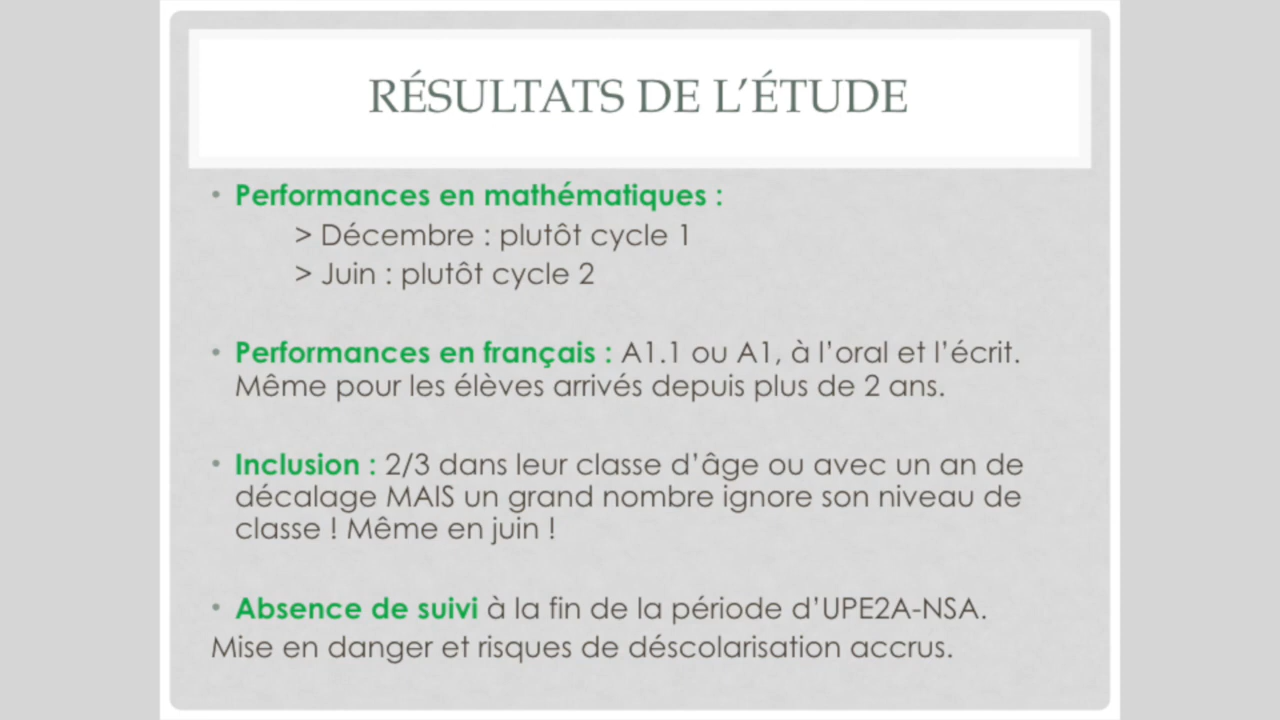 RÉSULTATS DE L’ÉTUDE
• Performances en mathématiques :
> Décembre : plutôt cycle 1
> Juin : plutôt cycle 2
• Performances en français : A1.1 ou A1, à l’oral et l’écrit.
Même pour les élèves arrivés depuis plus de 2 ans.
• Inclusion : 2/3 dans leur classe d’âge ou avec un an de
décalage MAIS un grand nombre ignore son niveau de
classe ! Même en juin !
• Absence de suivi à la fin de la période d’UPE2A-NSA.
Mise en danger et risques de déscolarisation accrus.